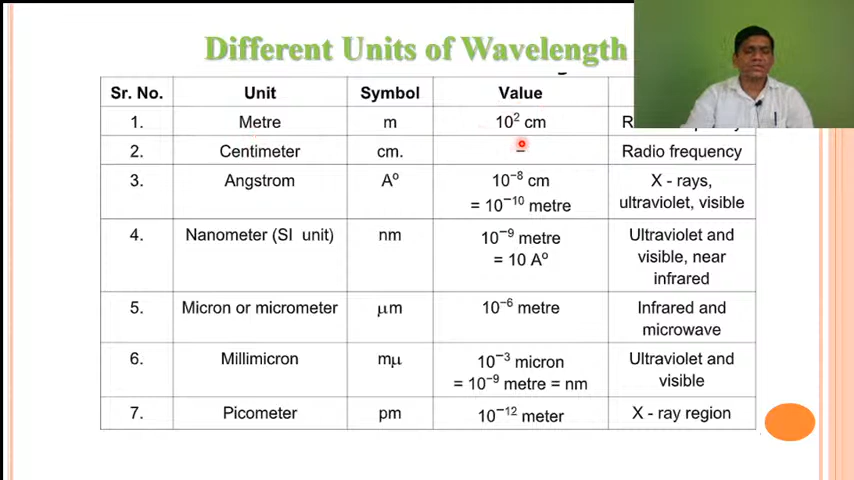 Different Units of Wavelength
Sr. No. Unit Symbol Value
1. Metre m 10² cm
2. Centimeter cm. – Radio frequency
3. Angstrom Aº 10⁻⁸ cm X - rays,
= 10⁻¹⁰ metre ultraviolet, visible
4. Nanometer (SI unit) nm 10⁻⁹ metre Ultraviolet and
= 10 Aº visible, near
infrared
5. Micron or micrometer μm 10⁻⁶ metre Infrared and
microwave
6. Millimicron mμ 10⁻³ micron Ultraviolet and
= 10⁻⁹ metre = nm visible
7. Picometer pm 10⁻¹² meter X - ray region